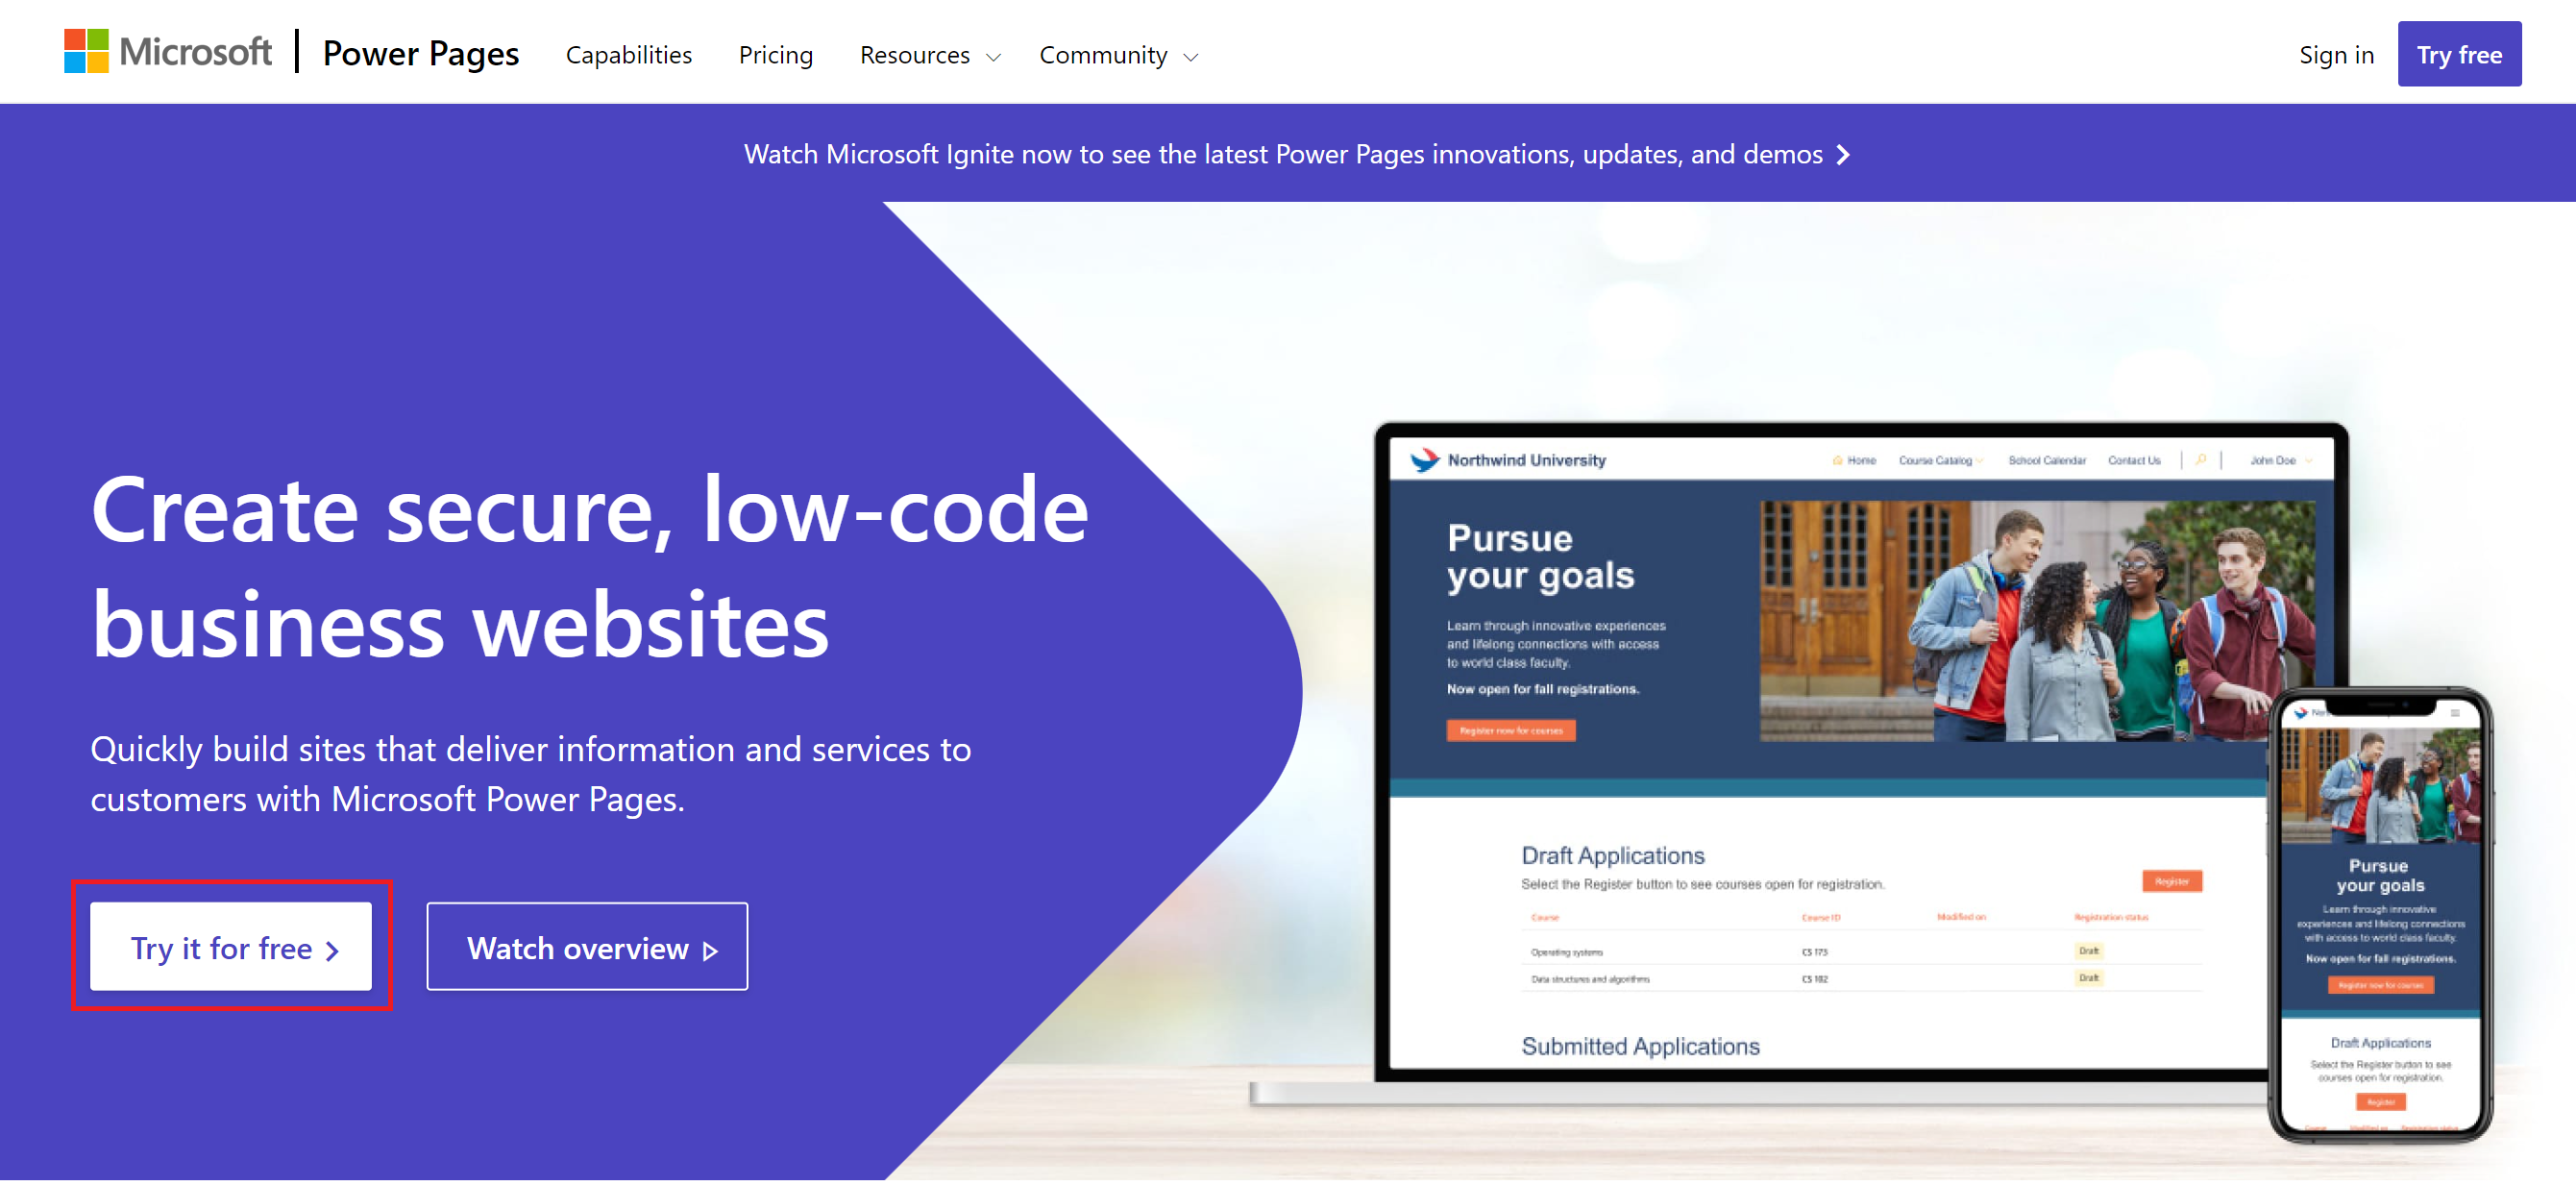 Microsoft | Power Pages Capabilities Pricing Resources Community Sign in Try free
Watch Microsoft Ignite now to see the latest Power Pages innovations, updates, and demos
Create secure, low-code
business websites
Quickly build sites that deliver information and services to
customers with Microsoft Power Pages.
Try it for free
Watch overview
Northwind University Home Course Catalog School Calendar Contact Us John Doe
Pursue
your goals
Learn through innovative experiences
and lifelong connections with access
to world class faculty.
Now open for fall registrations.
Register now for courses
Draft Applications
Select the Register button to see courses open for registration.
Register
Course Course ID Modified on Registration status
Operating systems CS 173 Draft
Data structures and algorithms CS 102 Draft
Submitted Applications
Pursue
your goals
Learn through innovative
experiences and lifelong connections
with access to world class faculty.
Now open for fall registrations.
Register now for courses
Draft Applications
Select the Register button to see
courses open for registration.
Register
Course Modified on Registration status